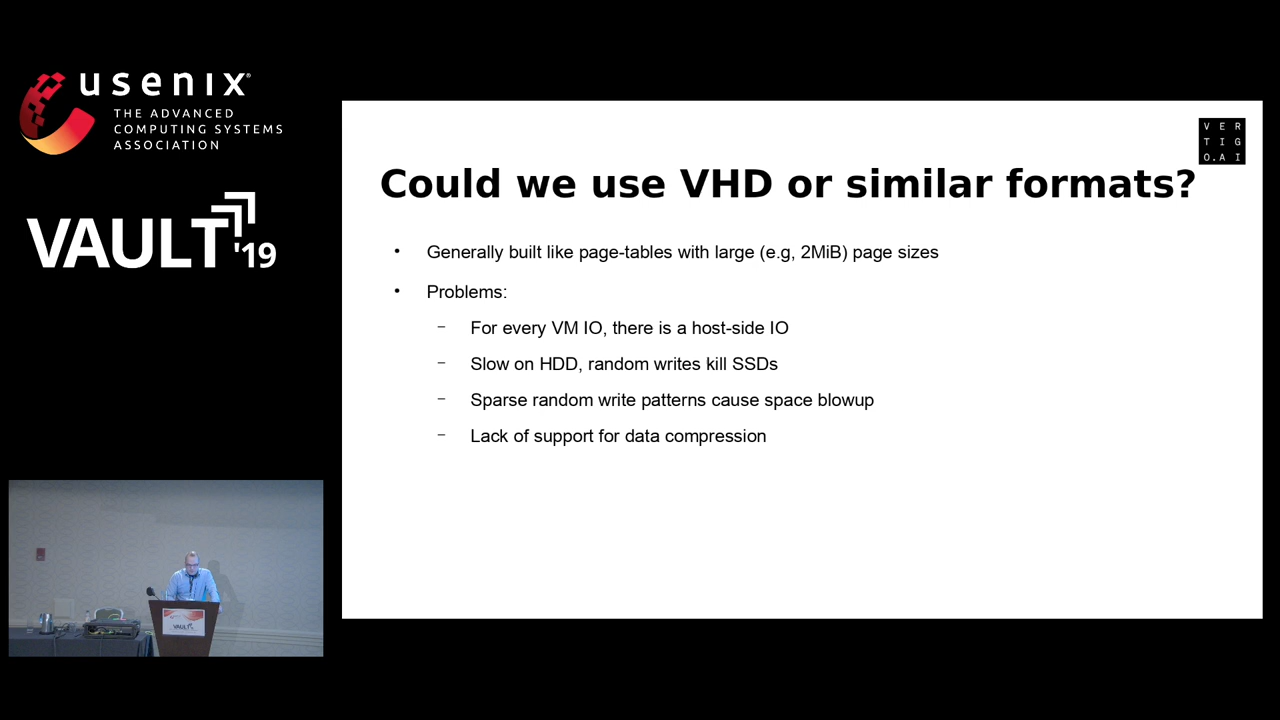 usenix®
THE ADVANCED
COMPUTING SYSTEMS
ASSOCIATION
VAULT '19
V E R
T I G
O . A I
Could we use VHD or similar formats?
• Generally built like page-tables with large (e.g, 2MiB) page sizes
• Problems:
– For every VM IO, there is a host-side IO
– Slow on HDD, random writes kill SSDs
– Sparse random write patterns cause space blowup
– Lack of support for data compression
VAULT